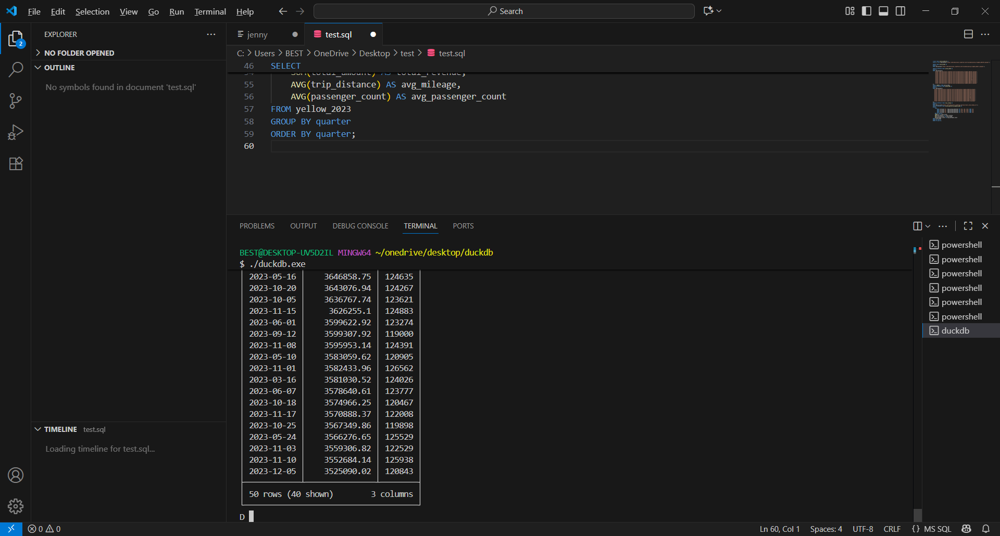 File Edit Selection View Go Run Terminal Help
Search
EXPLORER
2
NO FOLDER OPENED
OUTLINE
No symbols found in document 'test.sql'
TIMELINE test.sql
Loading timeline for test.sql...
jenny
test.sql
C: > Users > BEST > OneDrive > Desktop > test > test.sql
46 SELECT
54 SUM(total_amount) AS total_revenue,
55 AVG(trip_distance) AS avg_mileage,
56 AVG(passenger_count) AS avg_passenger_count
57 FROM yellow_2023
58 GROUP BY quarter
59 ORDER BY quarter;
60
PROBLEMS OUTPUT DEBUG CONSOLE TERMINAL PORTS
BEST@DESKTOP-UV5D2IL MINGW64 ~/onedrive/desktop/duckdb
$ ./duckdb.exe
2023-05-16 3646858.75 124635
2023-10-20 3643076.94 124267
2023-10-05 3636767.74 123621
2023-11-15 3626255.1 124883
2023-06-01 3599622.92 123274
2023-09-12 3599307.92 119000
2023-11-08 3595953.14 124391
2023-05-10 3583059.62 120905
2023-11-01 3582433.96 126562
2023-03-16 3581030.52 124026
2023-06-07 3578640.61 123777
2023-10-18 3574966.25 120467
2023-11-17 3570888.37 122008
2023-10-25 3567349.86 119898
2023-05-24 3566276.65 125529
2023-11-03 3559306.82 122529
2023-11-10 3552684.14 125938
2023-12-05 3525090.02 120843
50 rows (40 shown) 3 columns
D
powershell
powershell
powershell
powershell
powershell
powershell
duckdb
0 0
Ln 60, Col 1 Spaces: 4 UTF-8 CRLF {} MS SQL